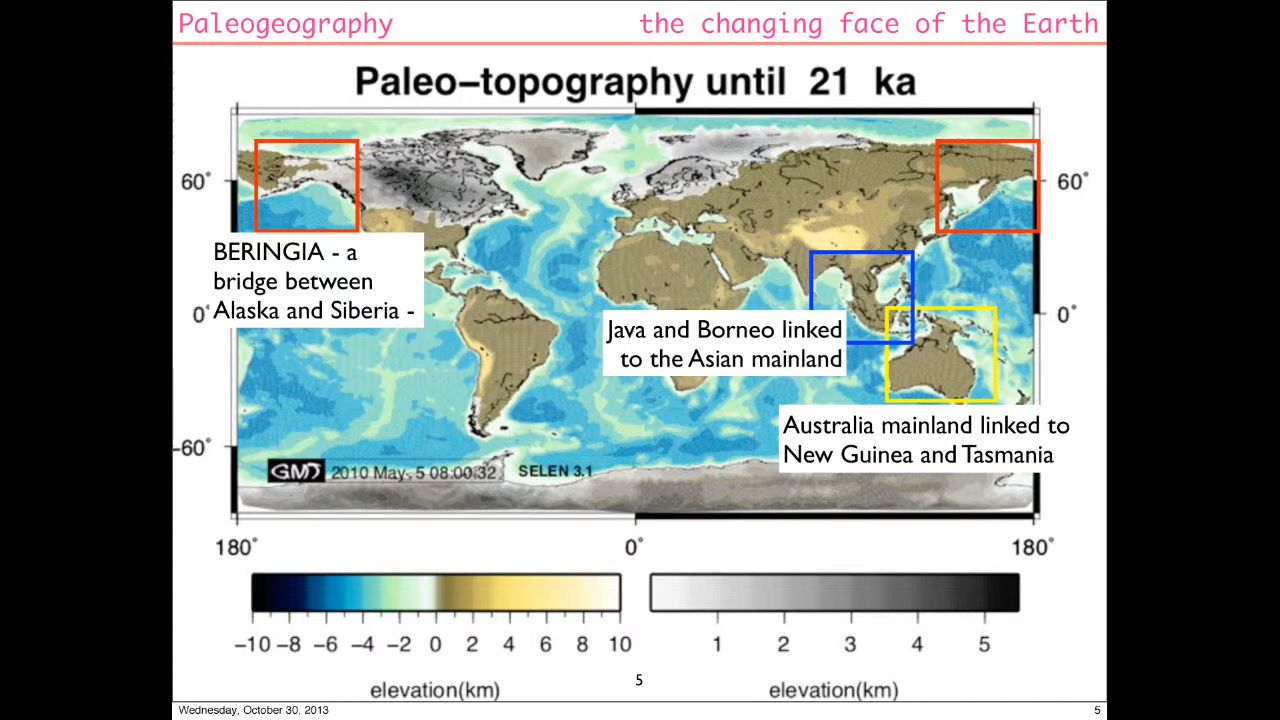 Paleogeography
the changing face of the Earth
Paleo-topography until 21 ka
60°
60°
BERINGIA - a
bridge between
Alaska and Siberia -
0°
0°
Java and Borneo linked
to the Asian mainland
Australia mainland linked to
New Guinea and Tasmania
-60°
GMT 2010 May 5 08:00:32 SELEN 3.1
180° 0° 180°
-10 -8 -6 -4 -2 0 2 4 6 8 10
1 2 3 4 5
elevation(km)
elevation(km)
5
Wednesday, October 30, 2013
5